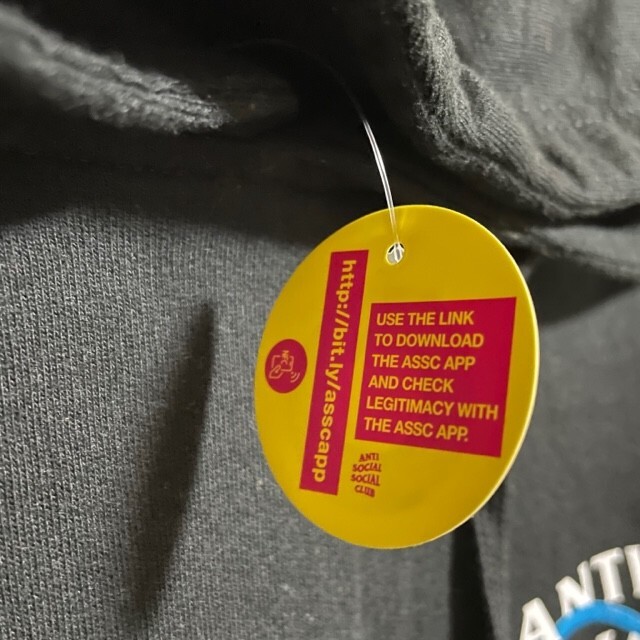 http://bit.ly/asscapp
USE THE LINK
TO DOWNLOAD
THE ASSC APP
AND CHECK
LEGITIMACY WITH
THE ASSC APP.
ANTI
SOCIAL
SOCIAL
CLUB
ANTI